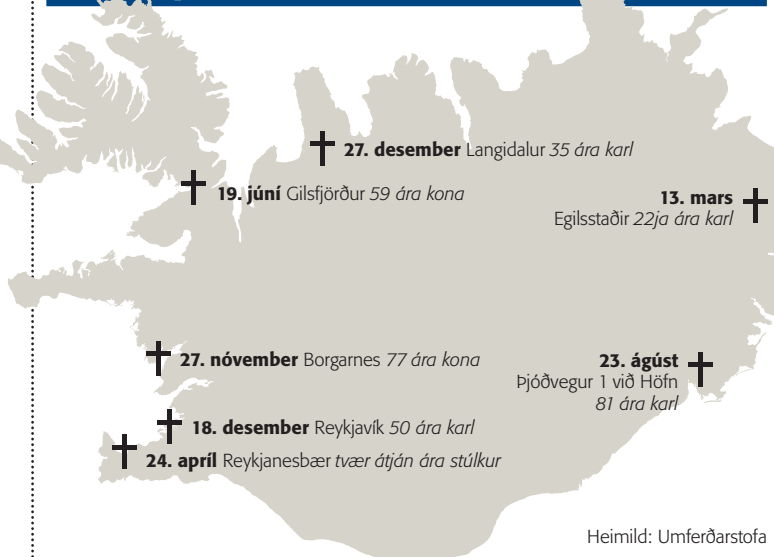 27. desember Langidalur 35 ára karl
19. júní Gilsfjörður 59 ára kona
13. mars
Egilsstaðir 22ja ára karl
27. nóvember Borgarnes 77 ára kona
23. ágúst
Þjóðvegur 1 við Höfn
81 árs karl
18. desember Reykjavík 50 ára karl
24. apríl Reykjanesbær tvær átján ára stúlkur
Heimild: Umferðarstofa